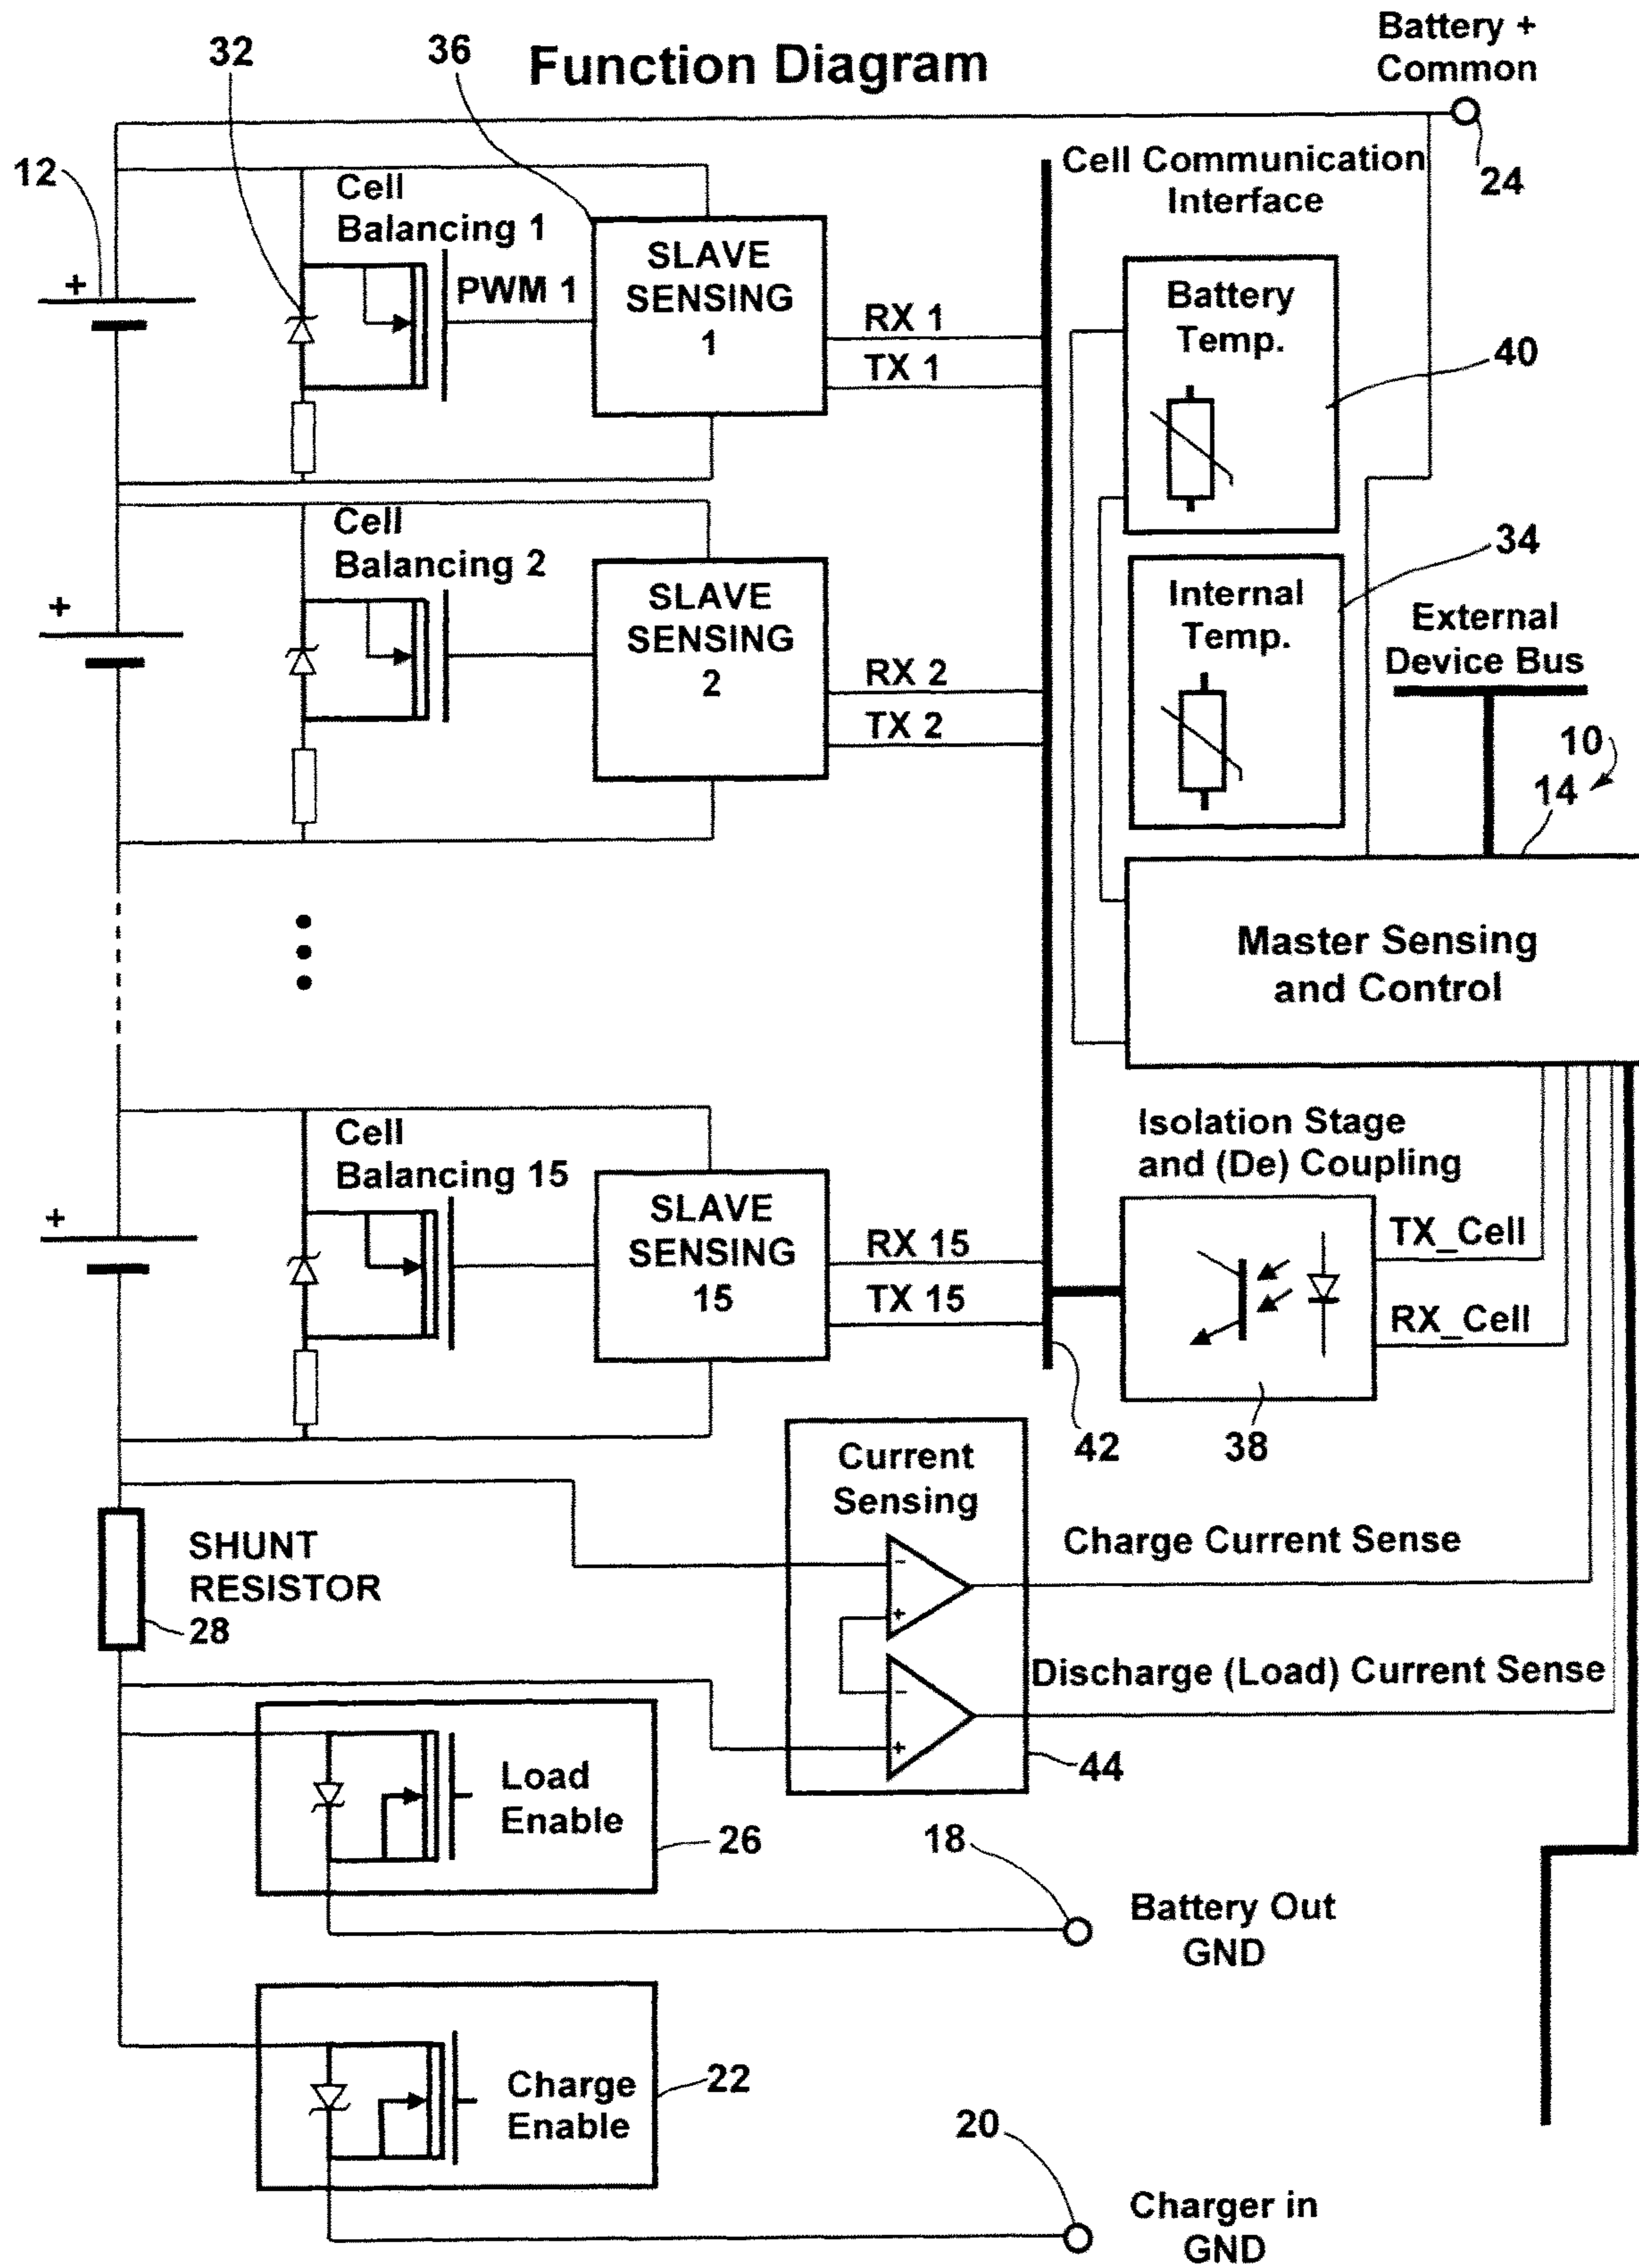 Function Diagram
Battery +
Common
24
32
36
12
+
Cell
Balancing 1
PWM 1
SLAVE
SENSING
1
RX 1
TX 1
Cell Communication
Interface
Battery
Temp.
40
Cell
Balancing 2
+
SLAVE
SENSING
2
RX 2
TX 2
Internal
Temp.
34
External
Device Bus
10
14
Master Sensing
and Control
Cell
Balancing 15
+
SLAVE
SENSING
15
RX 15
TX 15
Isolation Stage
and (De) Coupling
TX_Cell
RX_Cell
42
38
SHUNT
RESISTOR
28
Current
Sensing
-
+
-
+
44
Charge Current Sense
Discharge (Load) Current Sense
Load
Enable
26
18
Battery Out
GND
Charge
Enable
22
20
Charger in
GND